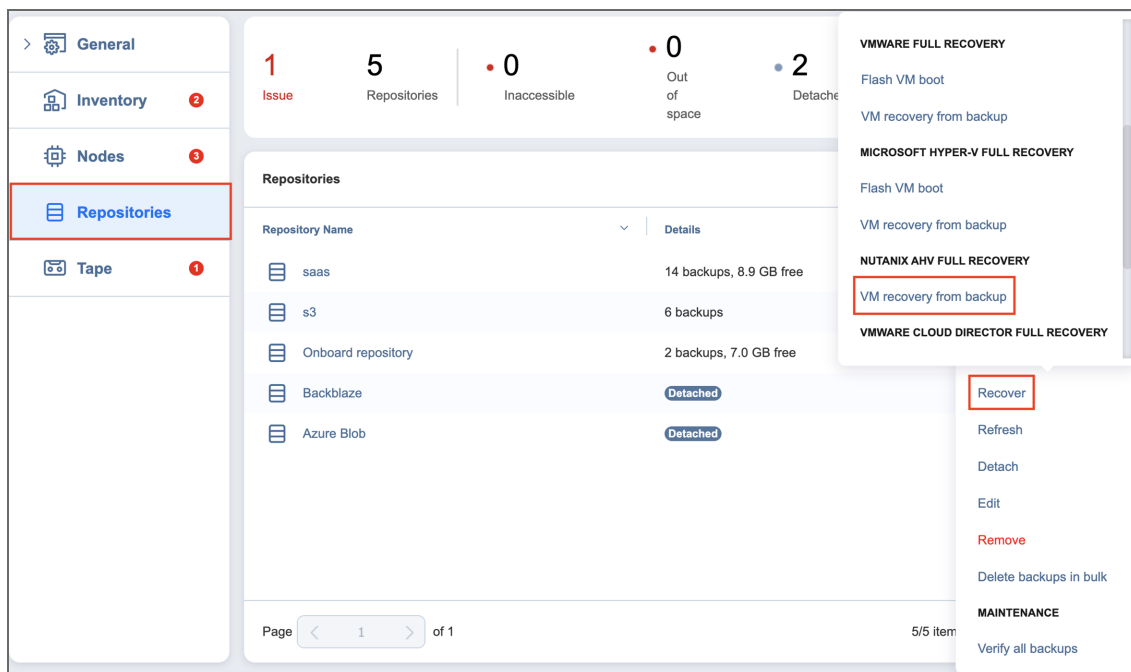 General
Inventory 2
Nodes 3
Repositories
Tape 1
1
Issue
5
Repositories
0
Inaccessible
0
Out
of
space
2
Detache
Repositories
Repository Name Details
saas 14 backups, 8.9 GB free
s3 6 backups
Onboard repository 2 backups, 7.0 GB free
Backblaze Detached
Azure Blob Detached
Page 1 of 1 5/5 item
VMWARE FULL RECOVERY
Flash VM boot
VM recovery from backup
MICROSOFT HYPER-V FULL RECOVERY
Flash VM boot
VM recovery from backup
NUTANIX AHV FULL RECOVERY
VM recovery from backup
VMWARE CLOUD DIRECTOR FULL RECOVERY
Recover
Refresh
Detach
Edit
Remove
Delete backups in bulk
MAINTENANCE
Verify all backups